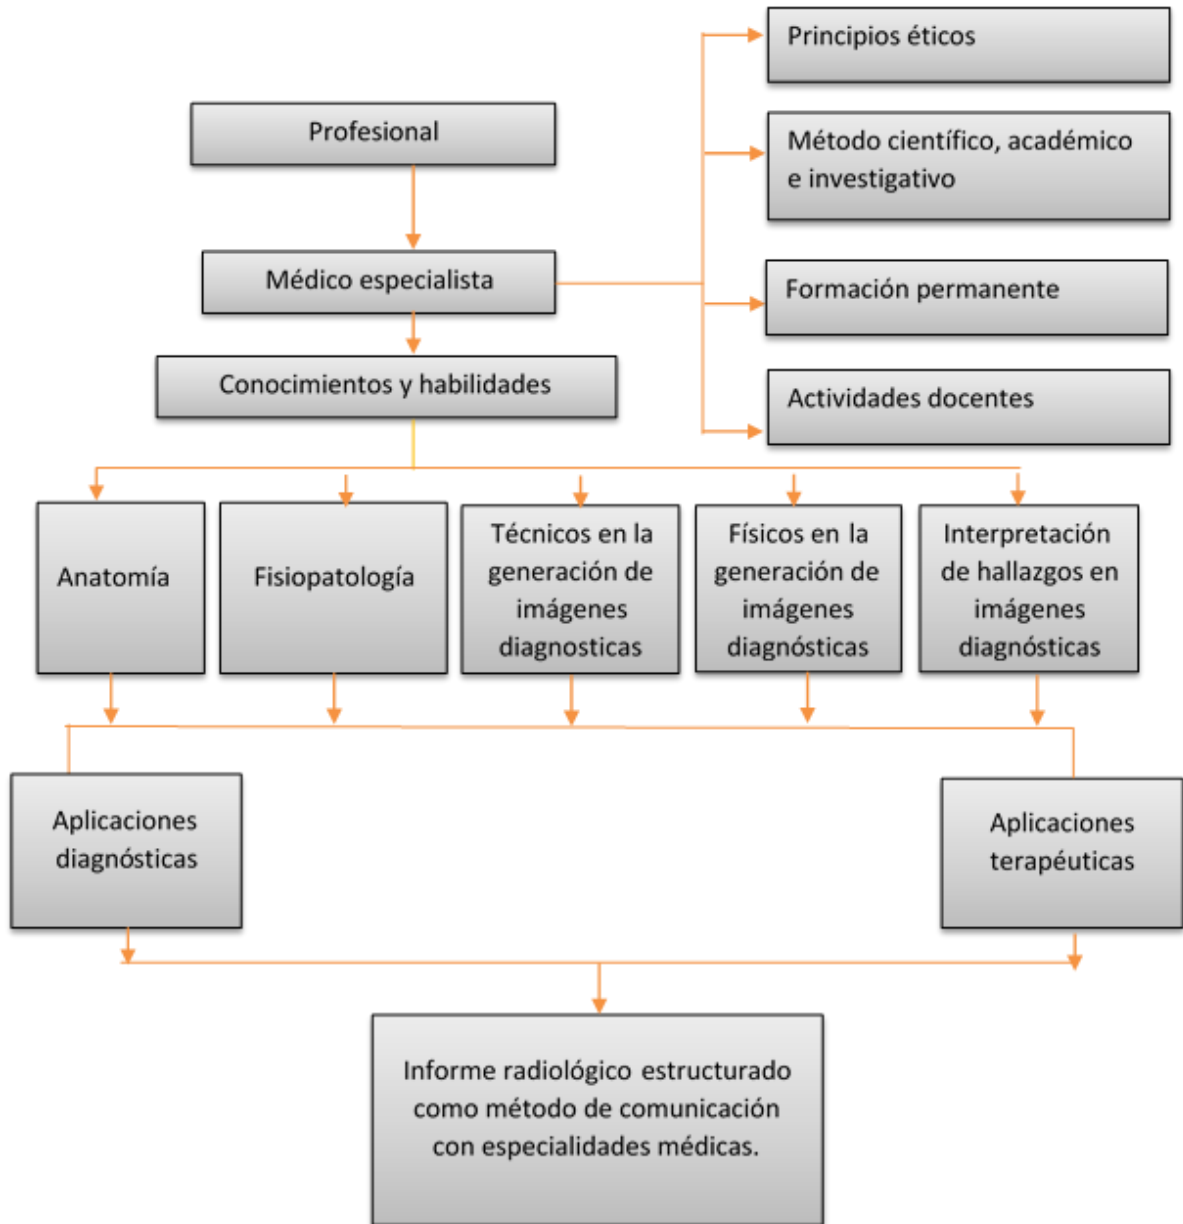 Principios éticos
Profesional
Método científico, académico
e investigativo
Médico especialista
Formación permanente
Conocimientos y habilidades
Actividades docentes
Anatomía
Fisiopatología
Técnicos en la
generación de
imágenes
diagnosticas
Físicos en la
generación de
imágenes
diagnósticas
Interpretación
de hallazgos en
imágenes
diagnósticas
Aplicaciones
diagnósticas
Aplicaciones
terapéuticas
Informe radiológico estructurado
como método de comunicación
con especialidades médicas.